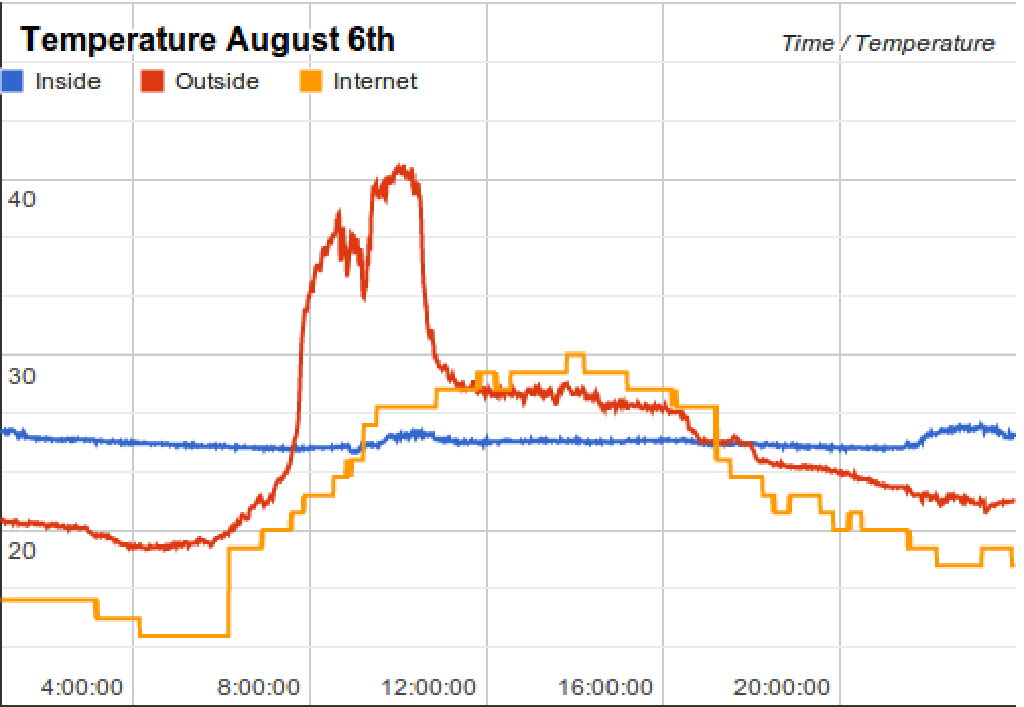 Temperature August 6th
Time / Temperature
Inside Outside Internet
40
30
20
4:00:00 8:00:00 12:00:00 16:00:00 20:00:00